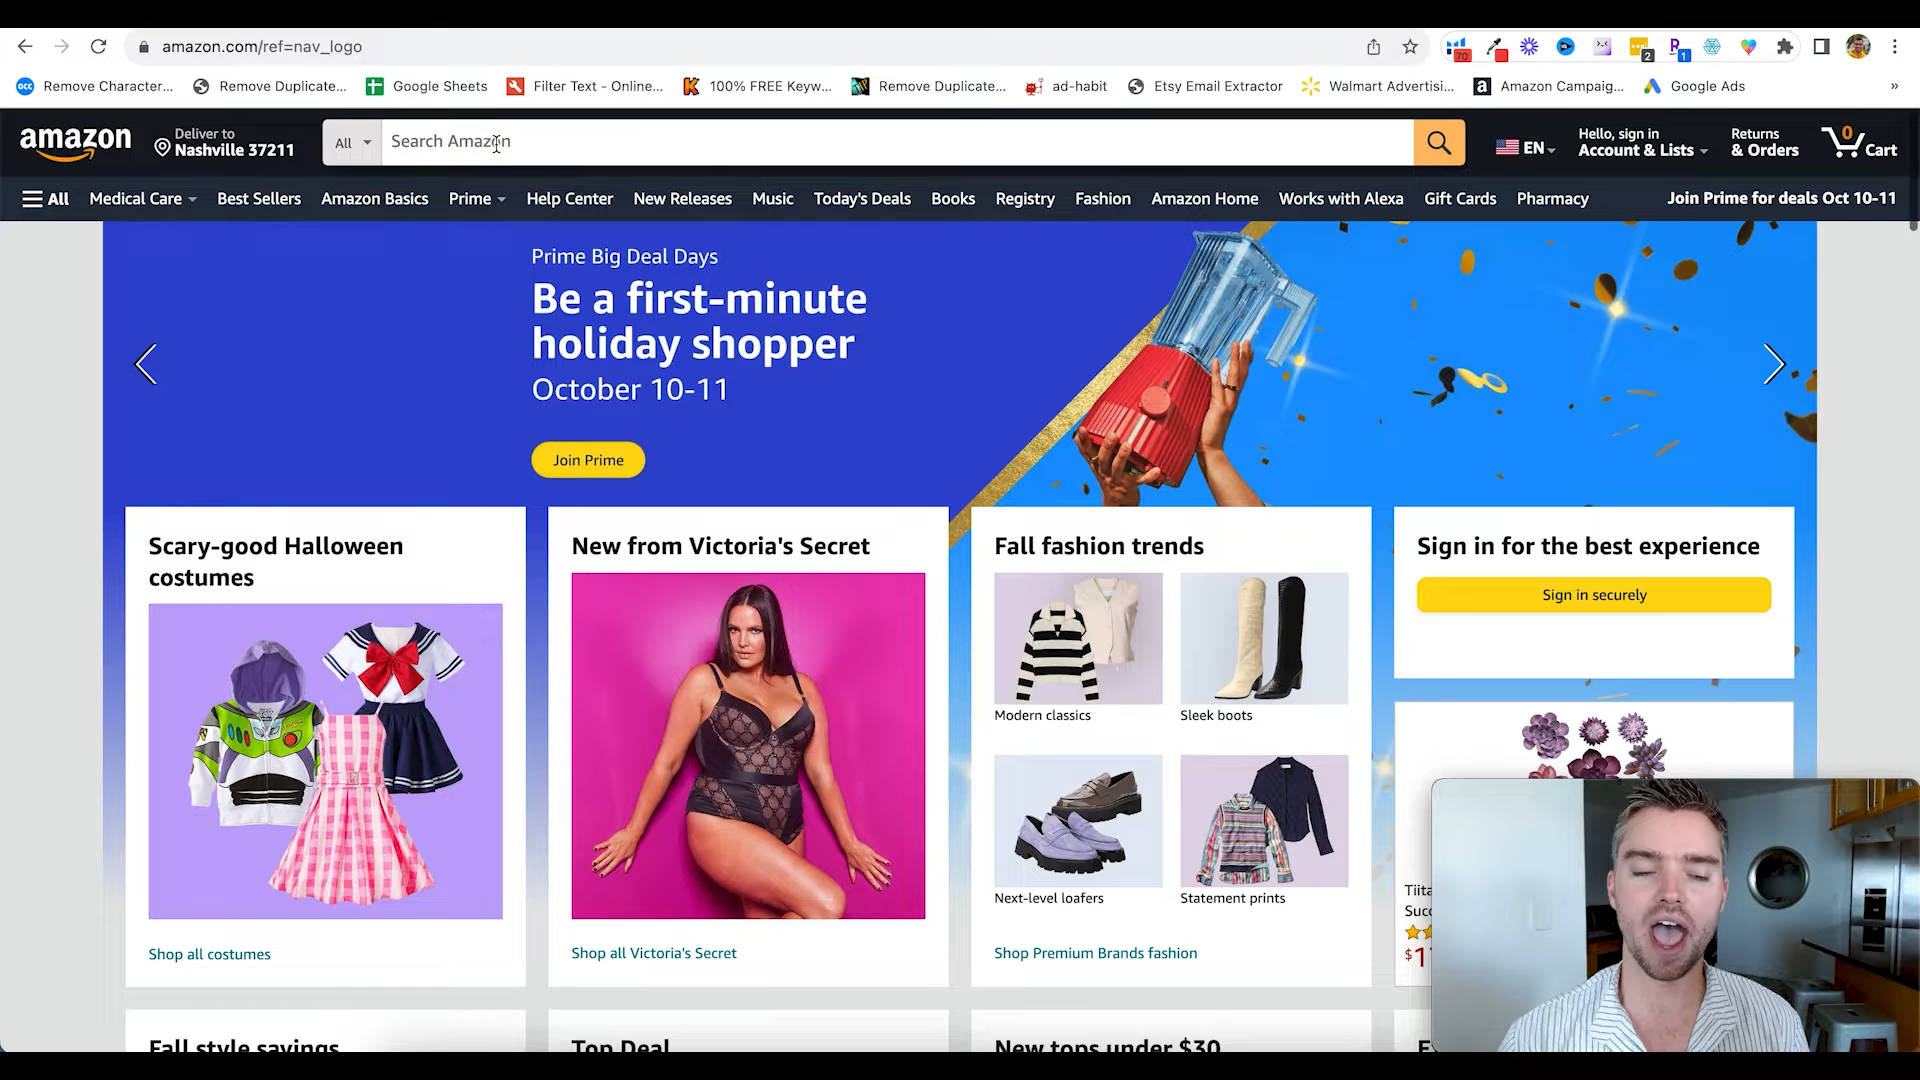 amazon.com/ref=nav_logo
70
2
1
Remove Character...
Remove Duplicate...
Google Sheets
Filter Text - Online...
100% FREE Keyw...
Remove Duplicate...
ad-habit
Etsy Email Extractor
Walmart Advertisi...
Amazon Campaig...
Google Ads
»
amazon
Deliver to
Nashville 37211
All
Search Amazon
EN
Hello, sign in
Account & Lists
Returns
& Orders
0
Cart
All
Medical Care
Best Sellers
Amazon Basics
Prime
Help Center
New Releases
Music
Today's Deals
Books
Registry
Fashion
Amazon Home
Works with Alexa
Gift Cards
Pharmacy
Join Prime for deals Oct 10-11
Prime Big Deal Days
Be a first-minute
holiday shopper
October 10-11
Join Prime
Scary-good Halloween
costumes
Shop all costumes
New from Victoria's Secret
Shop all Victoria's Secret
Fall fashion trends
Modern classics
Sleek boots
Next-level loafers
Statement prints
Shop Premium Brands fashion
Sign in for the best experience
Sign in securely
Tiita
Succ
Fall style savings
Top Deal
New tops under $30